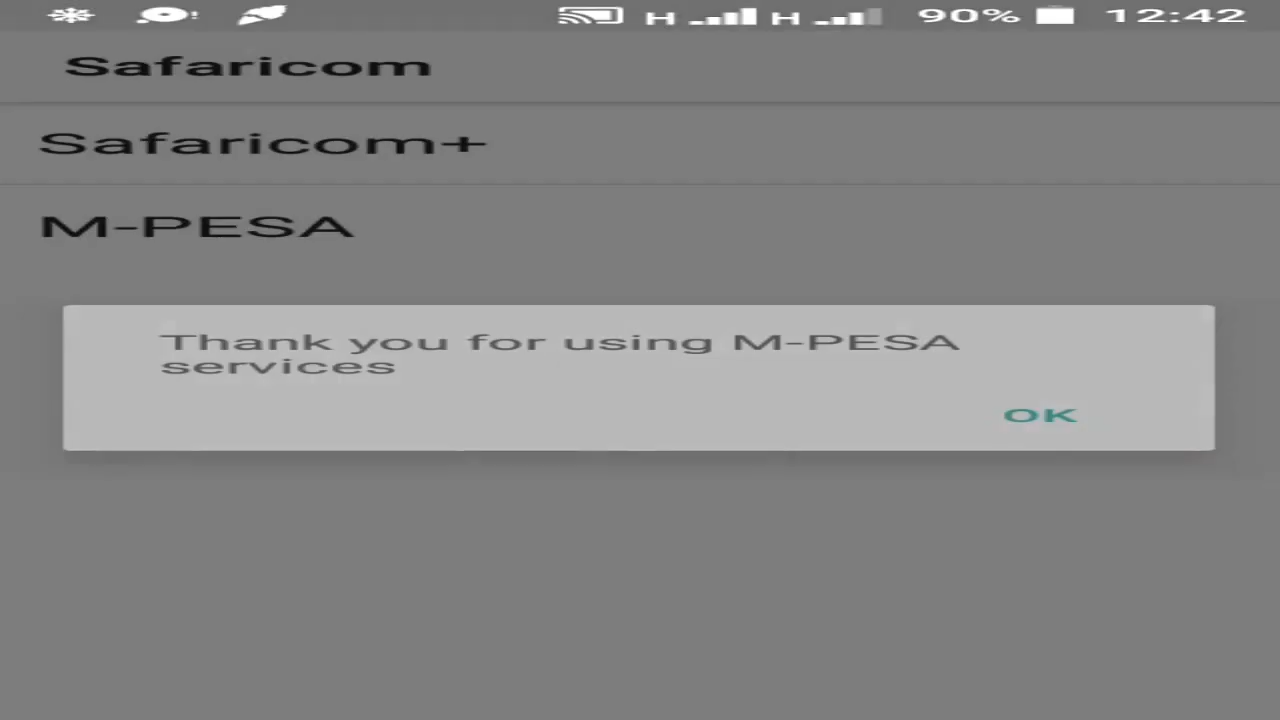 H H 90% 12:42
Safaricom
Safaricom+
M-PESA
Thank you for using M-PESA
services
OK